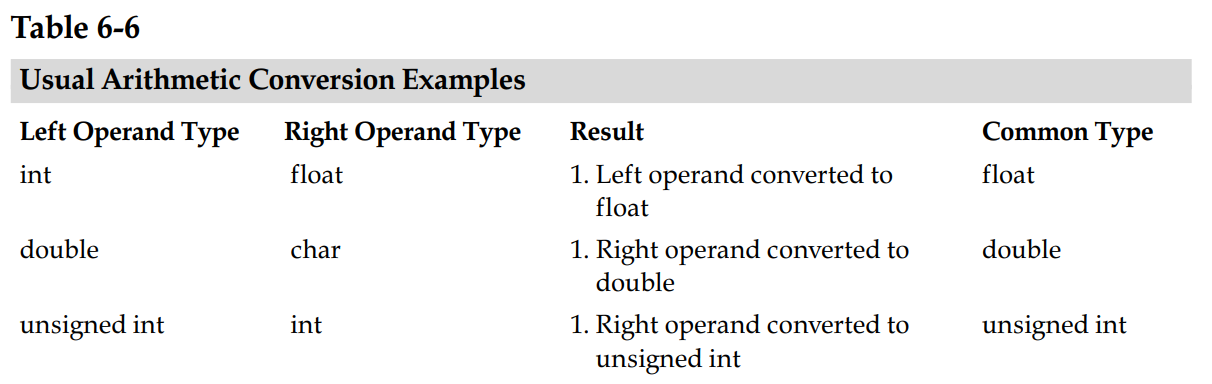 Table 6-6
Usual Arithmetic Conversion Examples
Left Operand Type Right Operand Type Result Common Type
int float 1. Left operand converted to float
float
double char 1. Right operand converted to double
double
unsigned int int 1. Right operand converted to unsigned int
unsigned int